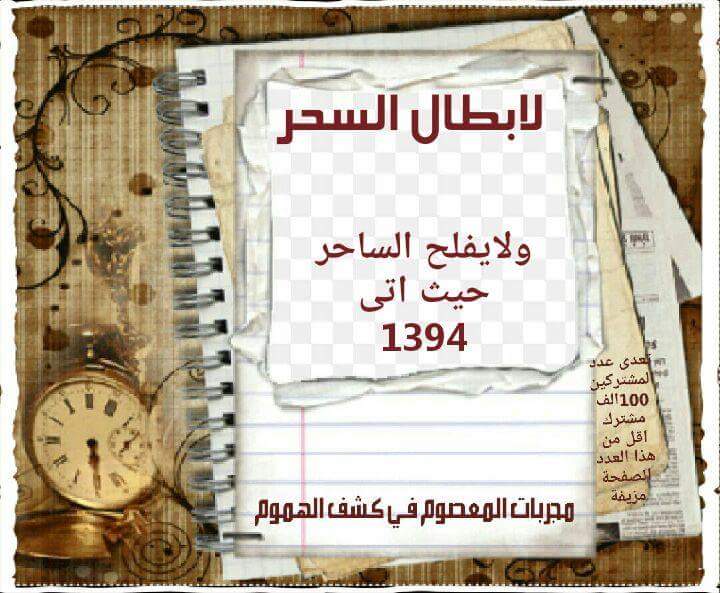 لابطال السحر
ولايفلح الساحر
حيث اتى
1394
تعدى عدد
لمشتركين
100الف
مشترك
اقل من
هذا العدد
الصفحة
مزيفة
مجربات المعصوم في كشف الهموم